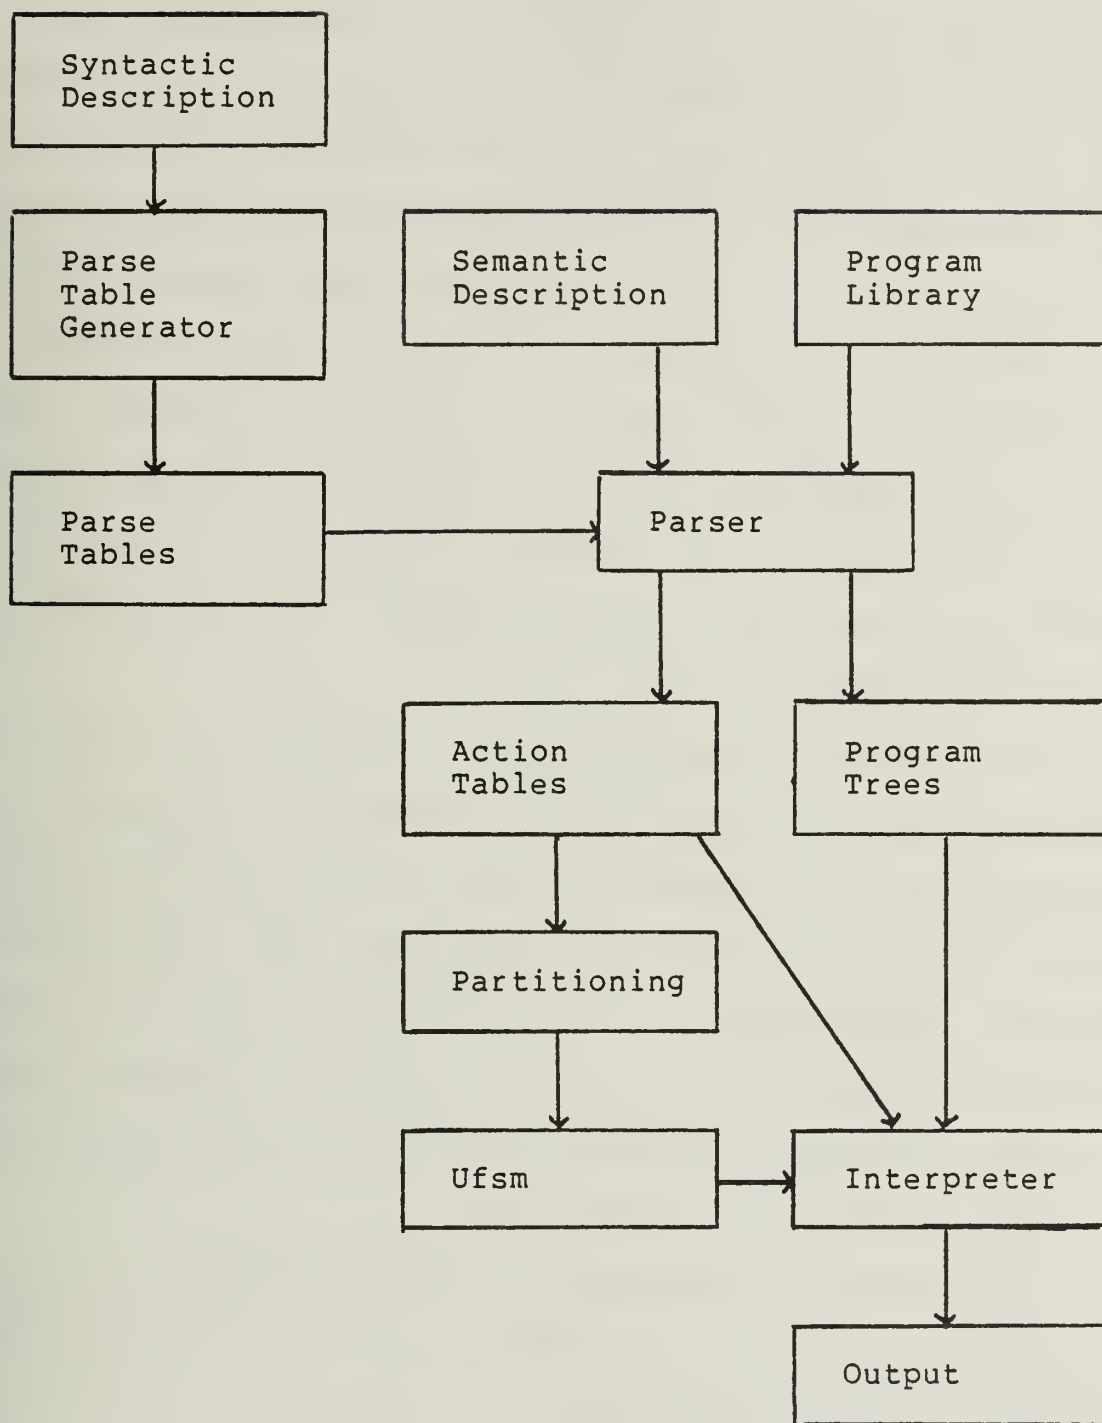 Syntactic
Description
Parse
Table
Generator
Semantic
Description
Program
Library
Parse
Tables
Parser
Action
Tables
Program
Trees
Partitioning
Ufsm
Interpreter
Output